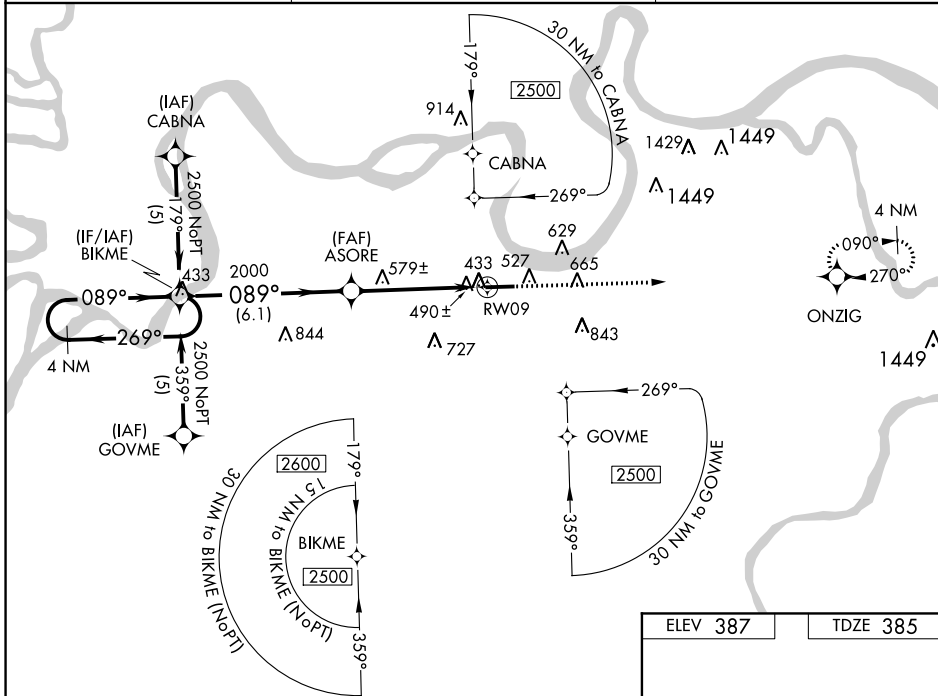 30 NM to CABNA
179°
2500
914
CABNA
269°
1429
1449
1449
(IAF)
CABNA
2500 NoPT
179°
(5)
(IF/IAF)
BIKME
433
2000
089°
089°
(6.1)
(FAF)
ASORE
579±
433
490±
RW09
527
629
665
4 NM
090°
270°
ONZIG
269°
4 NM
844
727
843
1449
2500 NoPT
359°
(5)
(IAF)
GOVME
269°
GOVME
2500
359°
30 NM to GOVME
2600
179°
30 NM to BIKME (NoPT)
15 NM to BIKME (NoPT)
BIKME
2500
359°
ELEV 387
TDZE 385